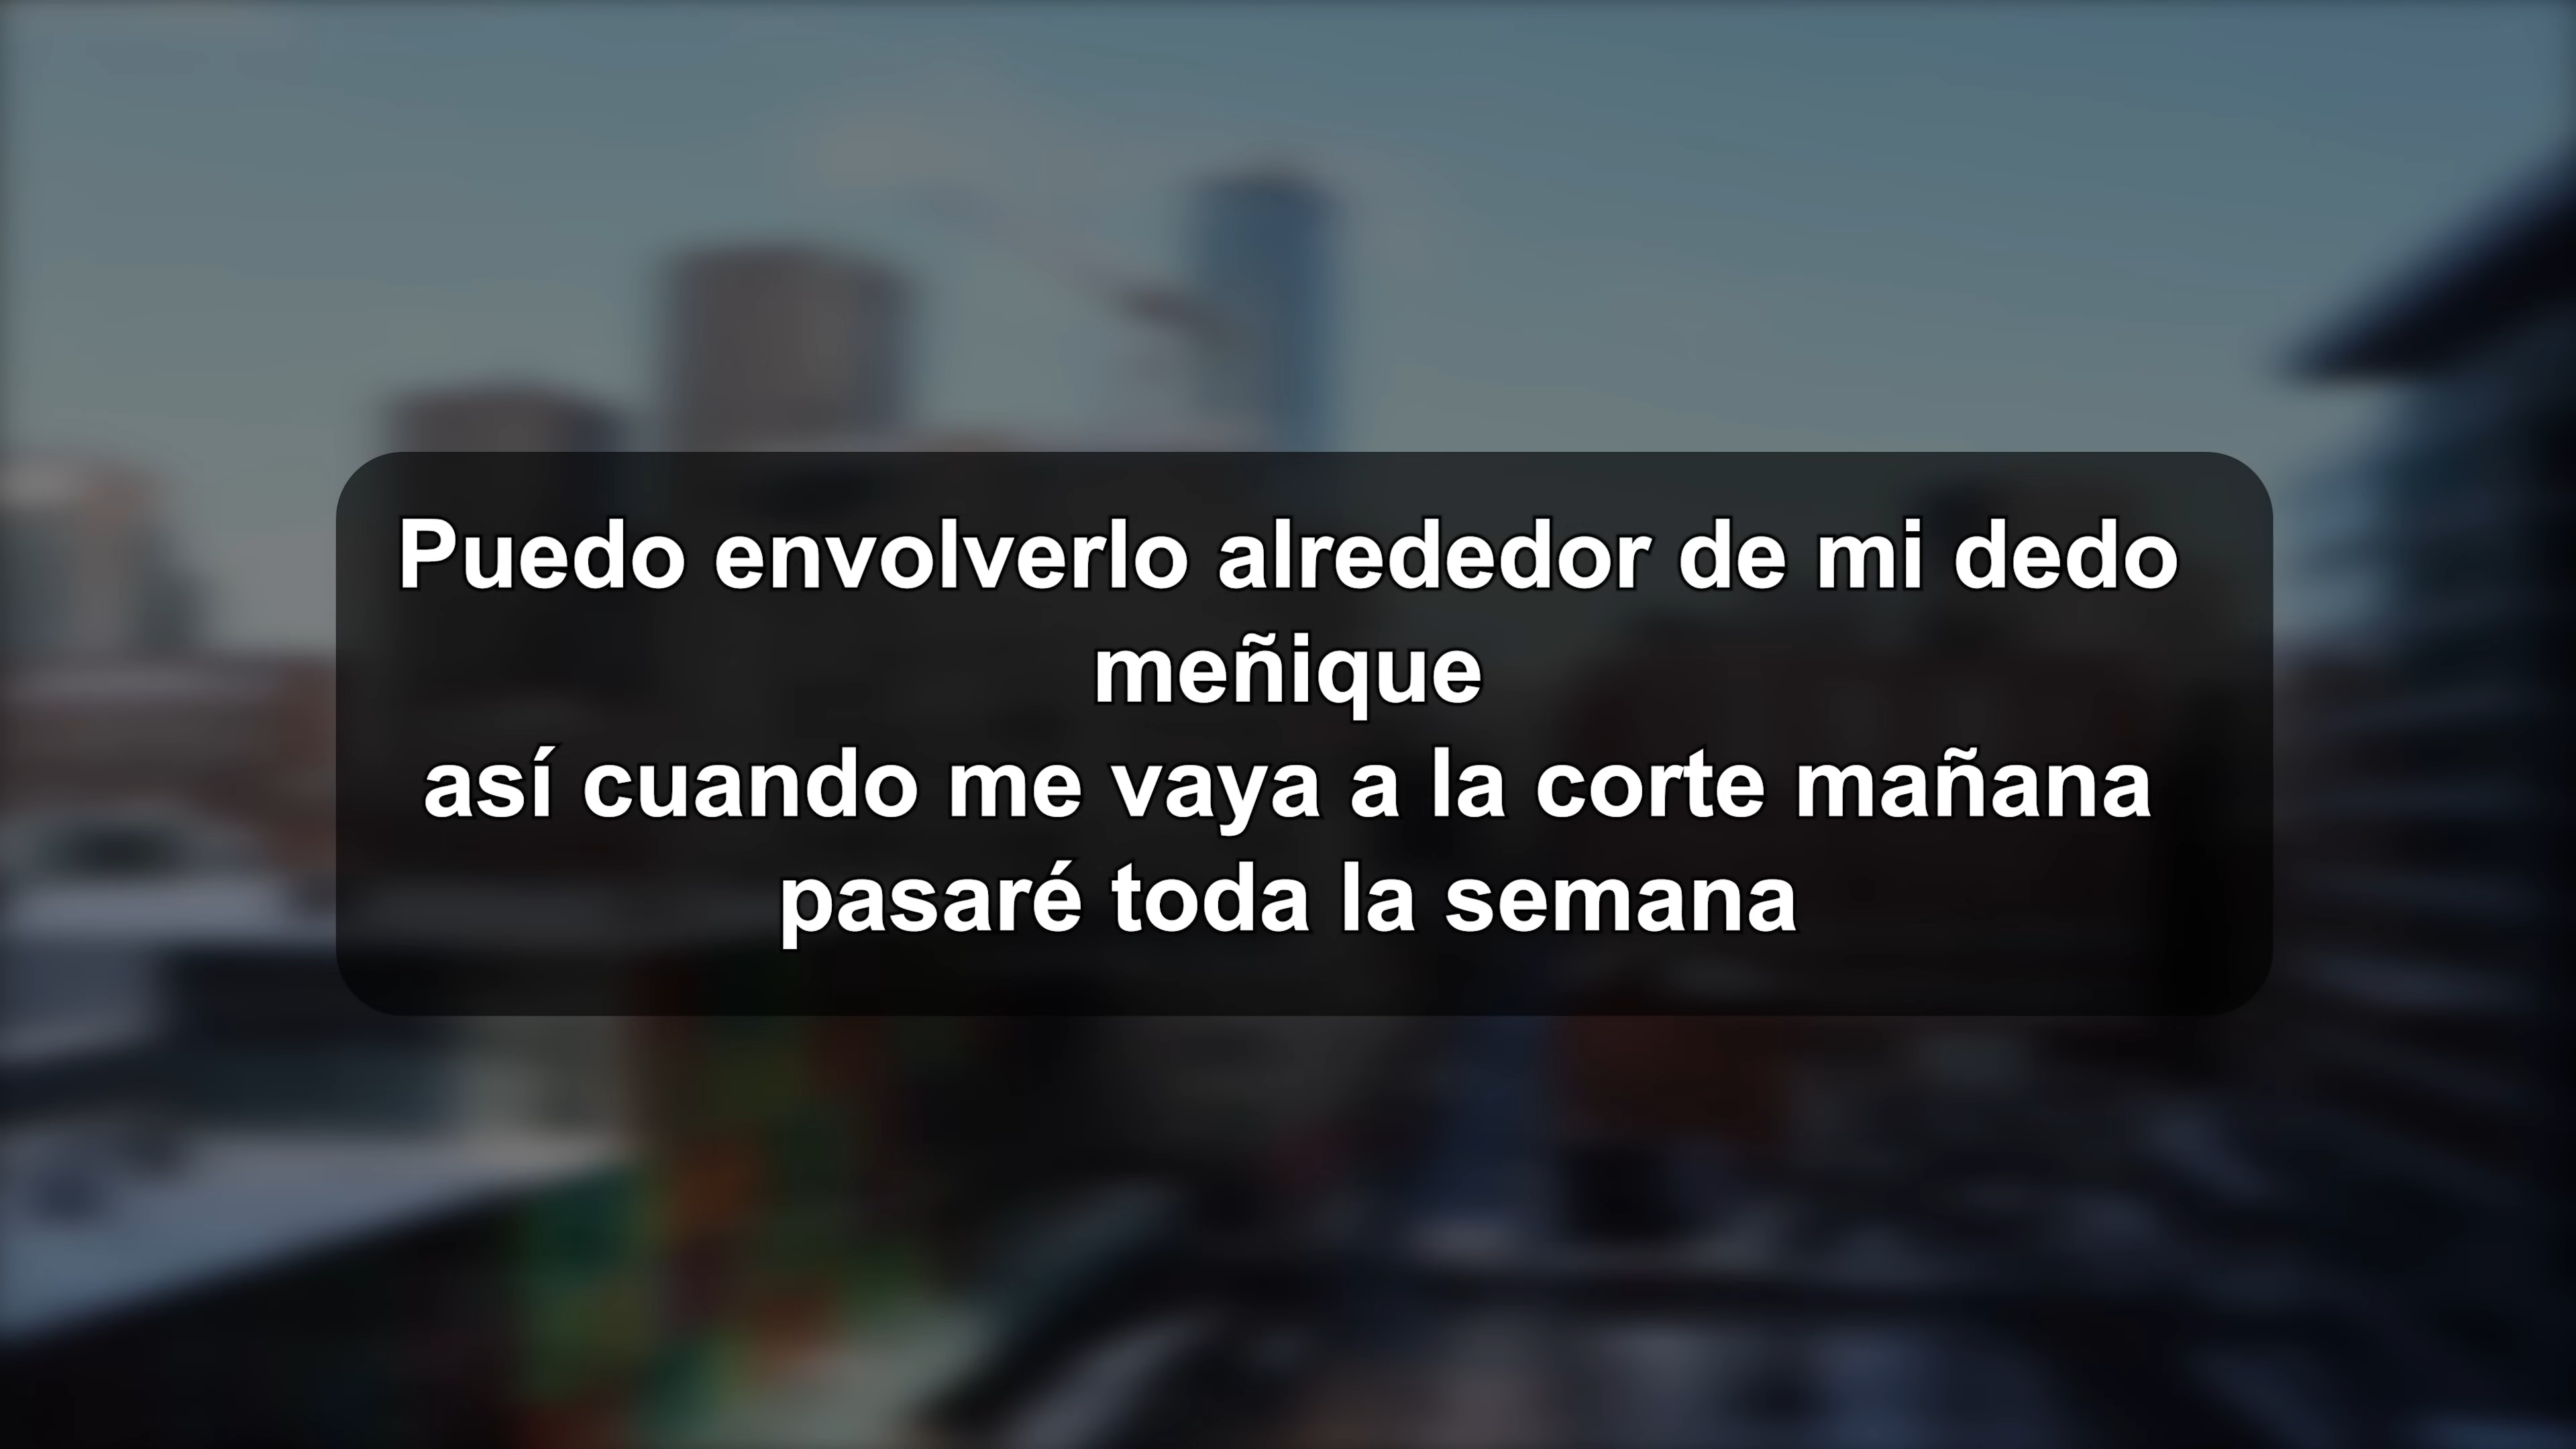 Puedo envolverlo alrededor de mi dedo
meñique
así cuando me vaya a la corte mañana
pasaré toda la semana